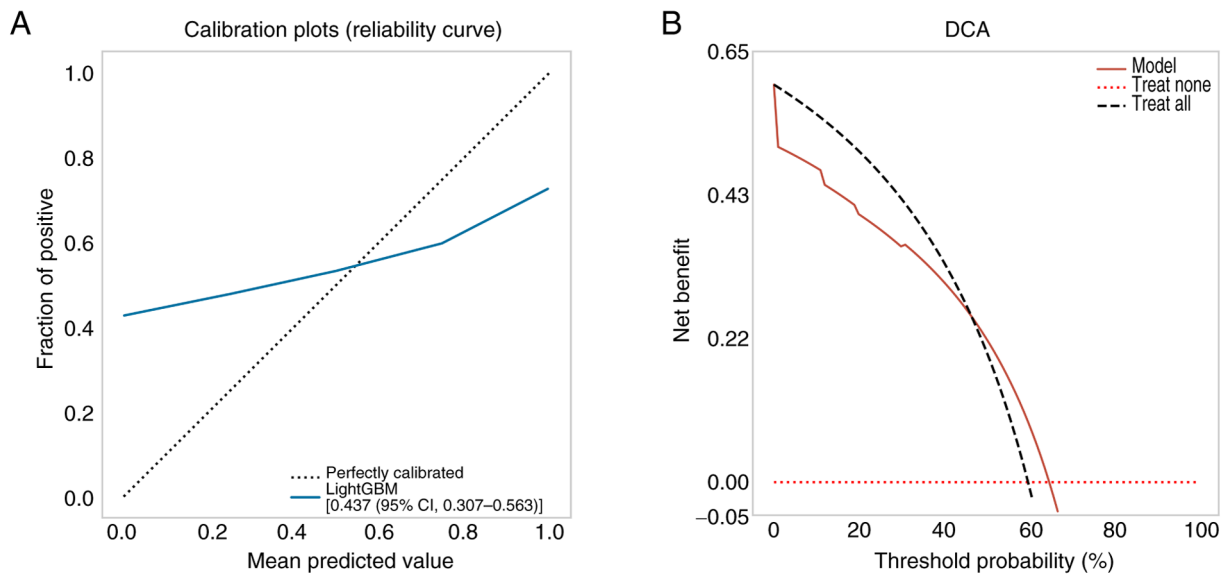 A
Calibration plots (reliability curve)
1.0
0.8
0.6
0.4
0.2
0.0
Fraction of positive
Perfectly calibrated
LightGBM
[0.437 (95% CI, 0.307–0.563)]
0.0 0.2 0.4 0.6 0.8 1.0
Mean predicted value
B
DCA
0.65
0.43
0.22
0.00
−0.05
Net benefit
Model
Treat none
Treat all
0 20 40 60 80 100
Threshold probability (%)